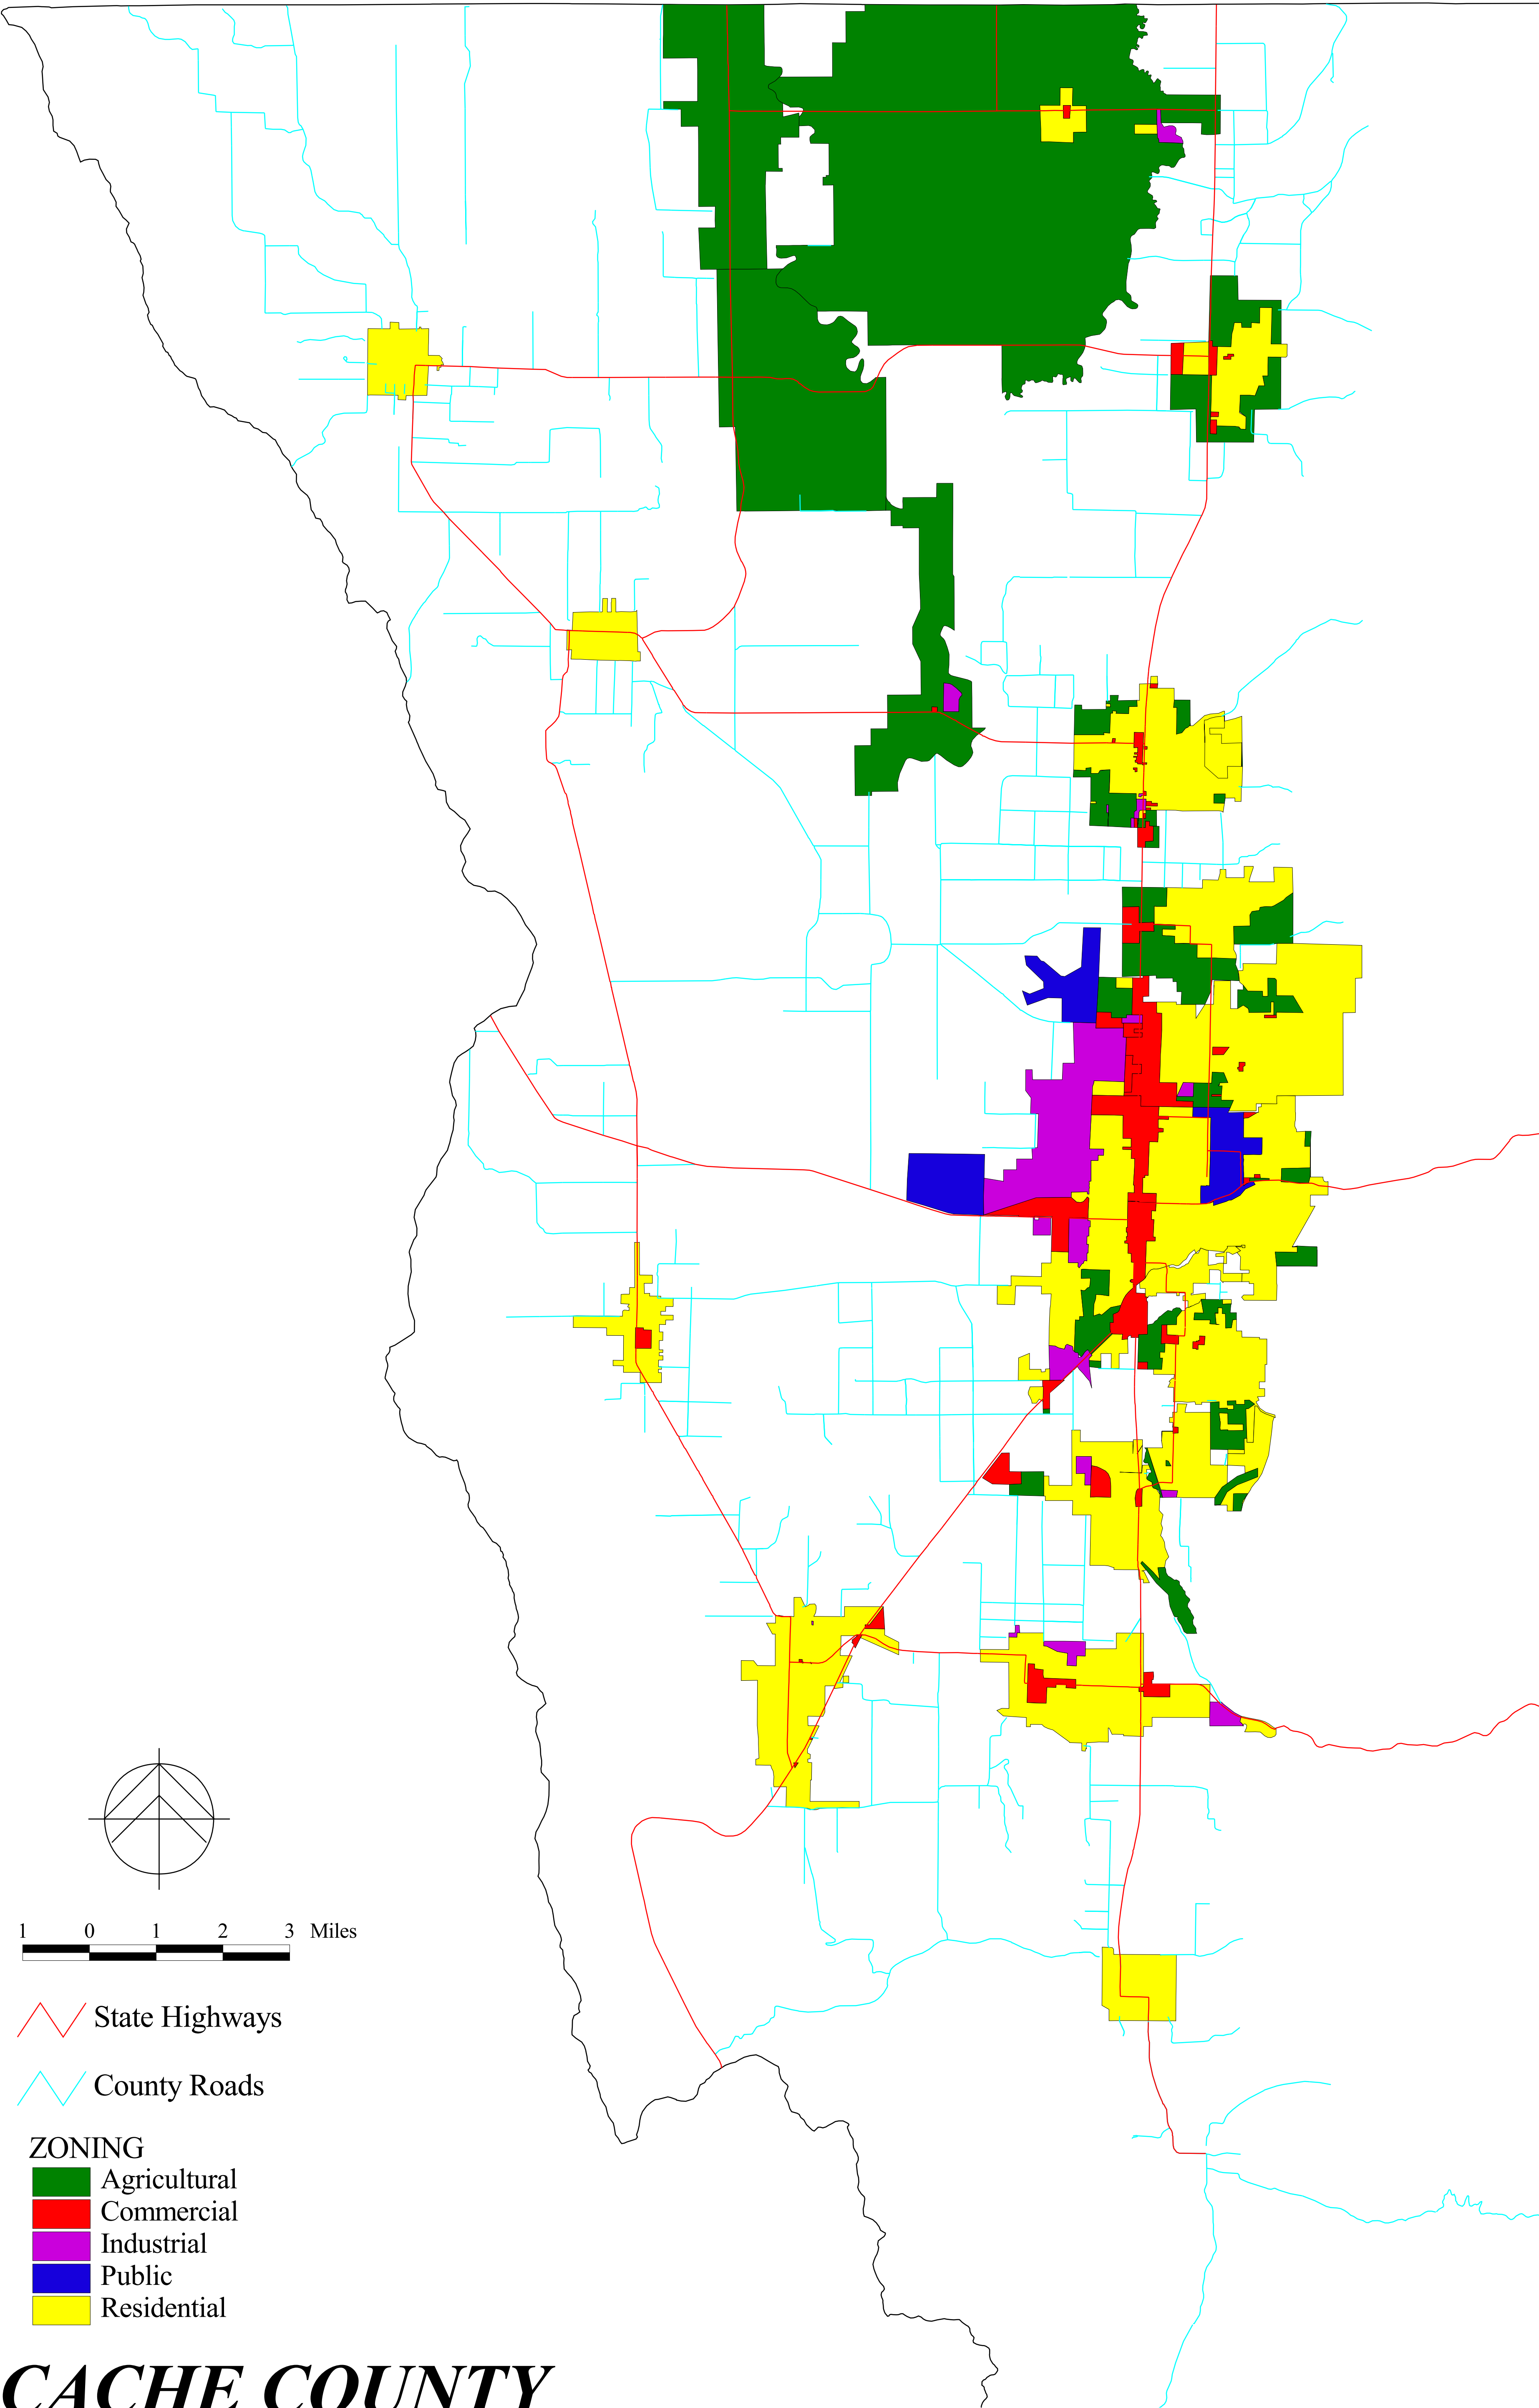 1 0 1 2 3 Miles
State Highways
County Roads
ZONING
Agricultural
Commercial
Industrial
Public
Residential
CACHE COUNTY